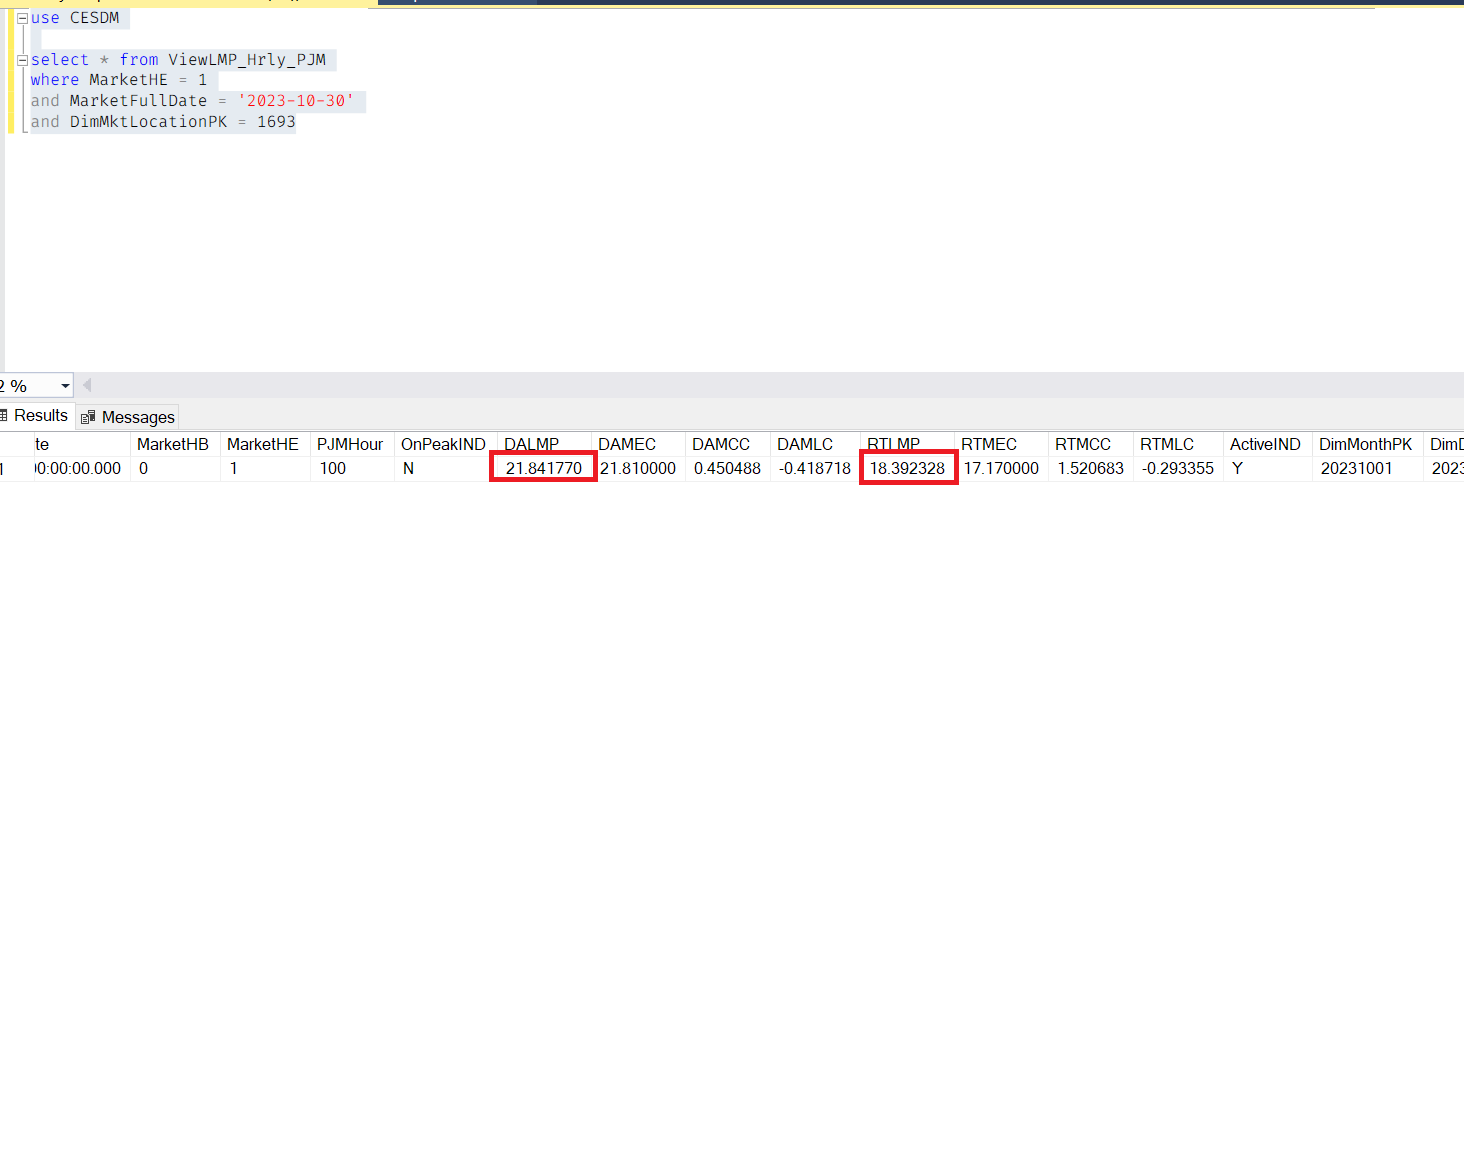 use CESDM
select * from ViewLMP_Hrly_PJM
where MarketHE = 1
and MarketFullDate = '2023-10-30'
and DimMktLocationPK = 1693
2 %
Results Messages
te MarketHB MarketHE PJMHour OnPeakIND DALMP DAMEC DAMCC DAMLC RTLMP RTMEC RTMCC RTMLC ActiveIND DimMonthPK DimD
1 00:00:00.000 0 1 100 N 21.841770 21.810000 0.450488 -0.418718 18.392328 17.170000 1.520683 -0.293355 Y 20231001 2023